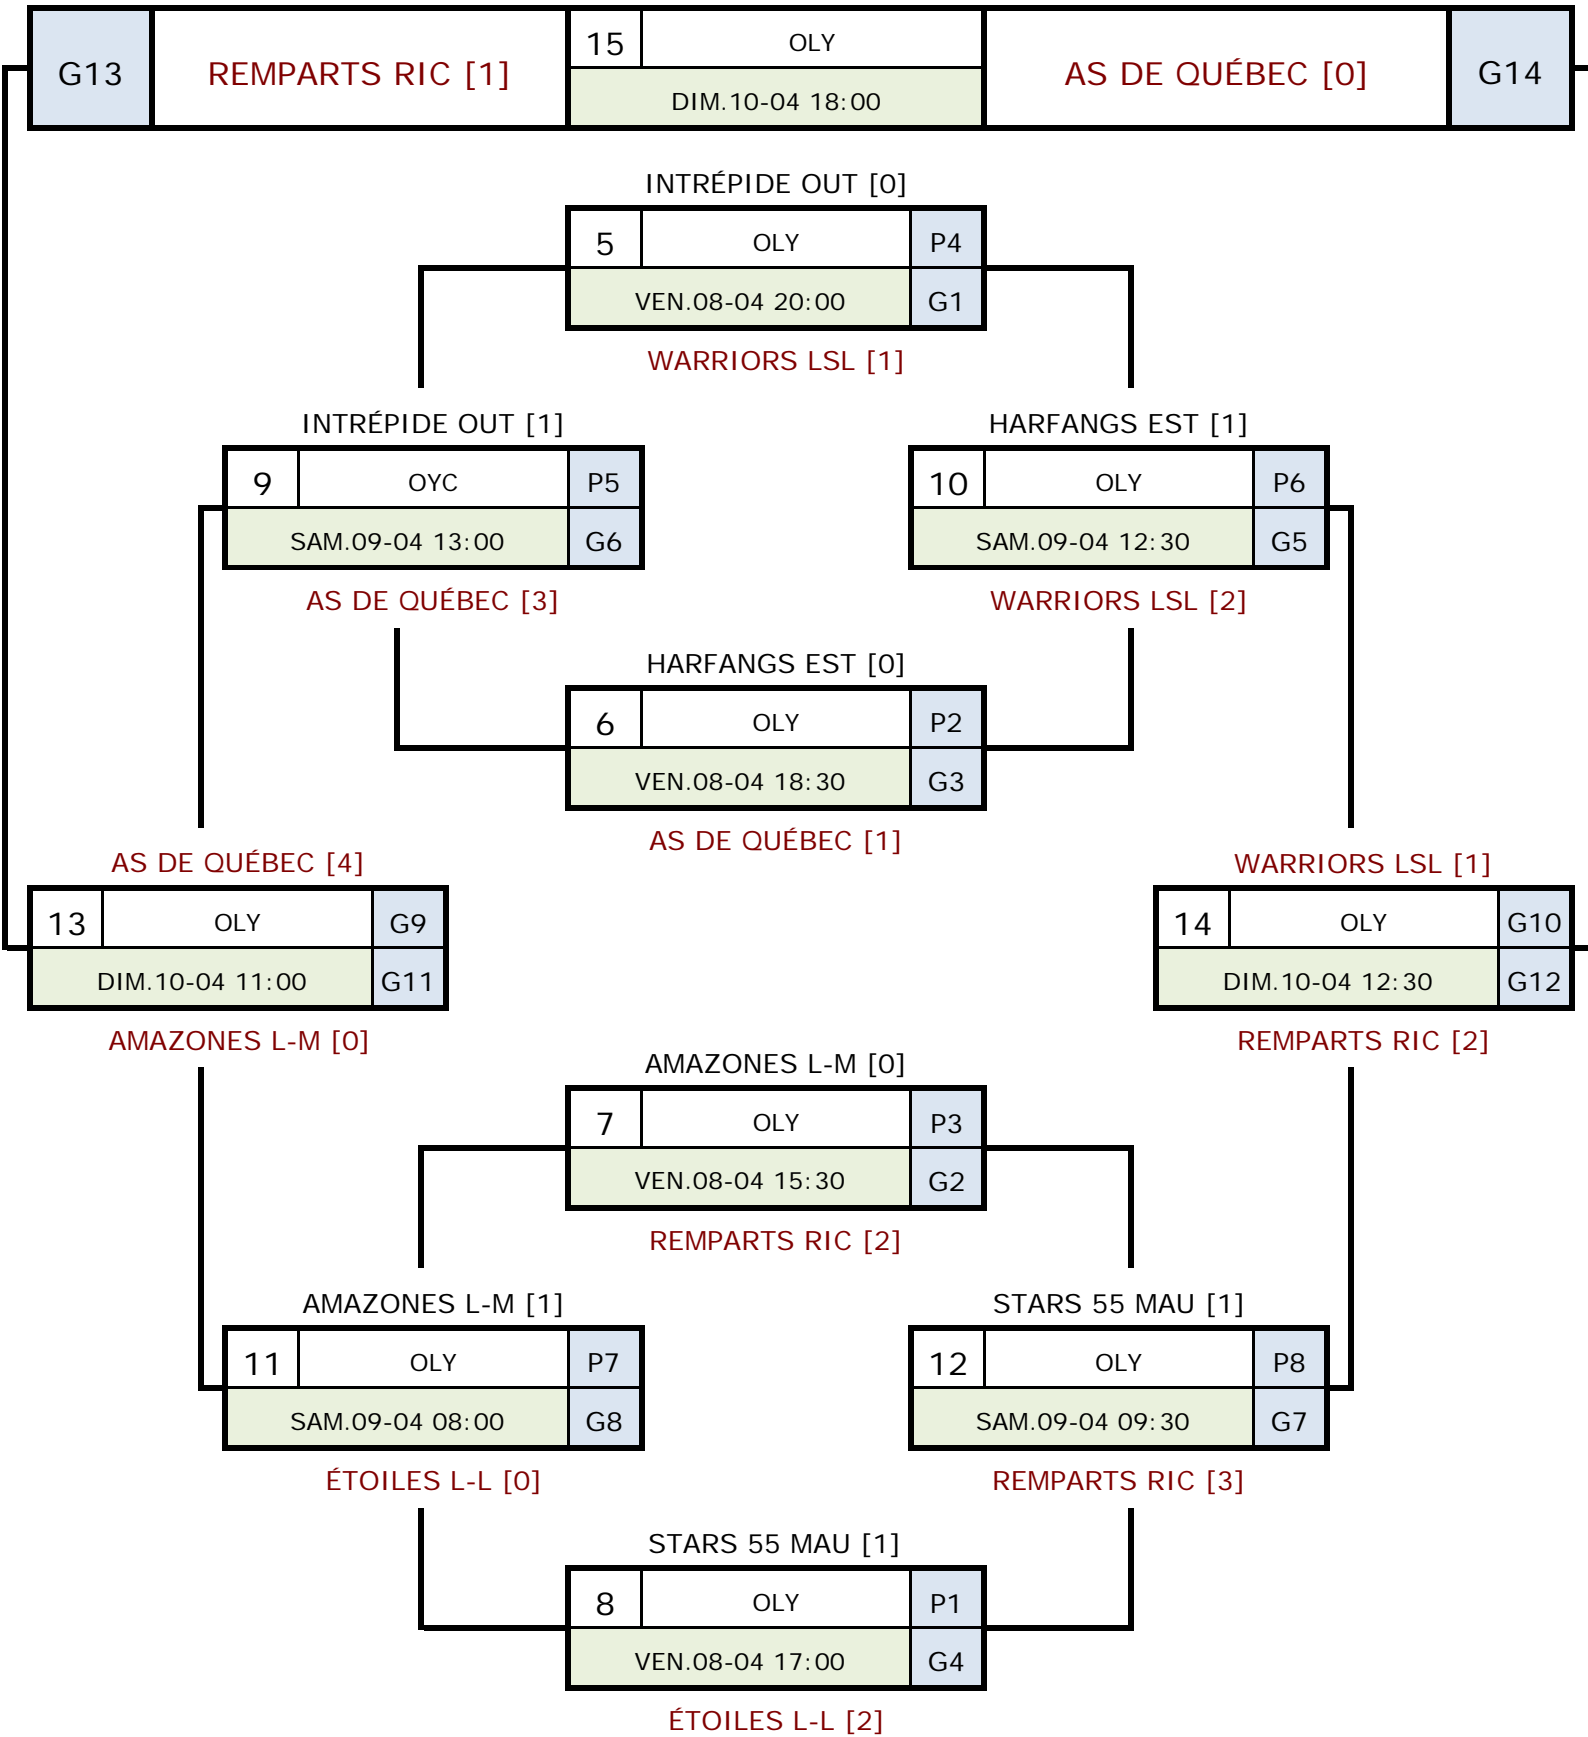 G13 REMPARTS RIC [1] 15 OLY AS DE QUÉBEC [0] G14
DIM.10-04 18:00
INTRÉPIDE OUT [0]
5 OLY P4
VEN.08-04 20:00 G1
WARRIORS LSL [1]
INTRÉPIDE OUT [1] HARFANGS EST [1]
9 OYC P5 10 OLY P6
SAM.09-04 13:00 G6 SAM.09-04 12:30 G5
AS DE QUÉBEC [3] WARRIORS LSL [2]
HARFANGS EST [0]
6 OLY P2
VEN.08-04 18:30 G3
AS DE QUÉBEC [1]
AS DE QUÉBEC [4] WARRIORS LSL [1]
13 OLY G9 14 OLY G10
DIM.10-04 11:00 G11 DIM.10-04 12:30 G12
AMAZONES L-M [0] REMPARTS RIC [2]
AMAZONES L-M [0]
7 OLY P3
VEN.08-04 15:30 G2
REMPARTS RIC [2]
AMAZONES L-M [1] STARS 55 MAU [1]
11 OLY P7 12 OLY P8
SAM.09-04 08:00 G8 SAM.09-04 09:30 G7
ÉTOILES L-L [0] REMPARTS RIC [3]
STARS 55 MAU [1]
8 OLY P1
VEN.08-04 17:00 G4
ÉTOILES L-L [2]